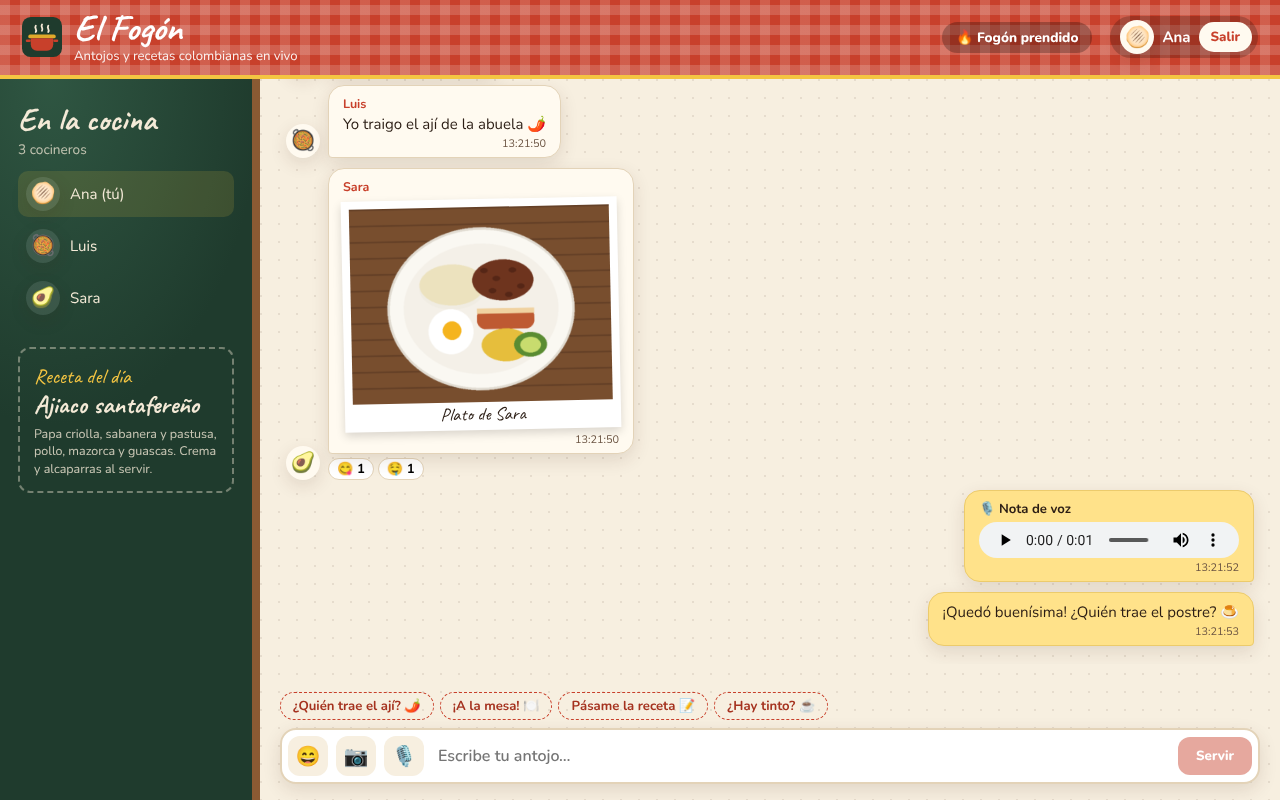 El Fogón
Antojos y recetas colombianas en vivo
🔥 Fogón prendido
Ana
Salir
En la cocina
3 cocineros
Ana (tú)
Luis
Sara
Receta del día
Ajiaco santafereño
Papa criolla, sabanera y pastusa,
pollo, mazorca y guascas. Crema
y alcaparras al servir.
Luis
Yo traigo el ají de la abuela 🌶️
13:21:50
Sara
Plato de Sara
13:21:50
😋 1
🤤 1
🎙️ Nota de voz
0:00 / 0:01
13:21:52
¡Quedó buenísima! ¿Quién trae el postre? 🍮
13:21:53
¿Quién trae el ají? 🌶️
¡A la mesa! 🍽️
Pásame la receta 📝
¿Hay tinto? ☕
Escribe tu antojo...
Servir